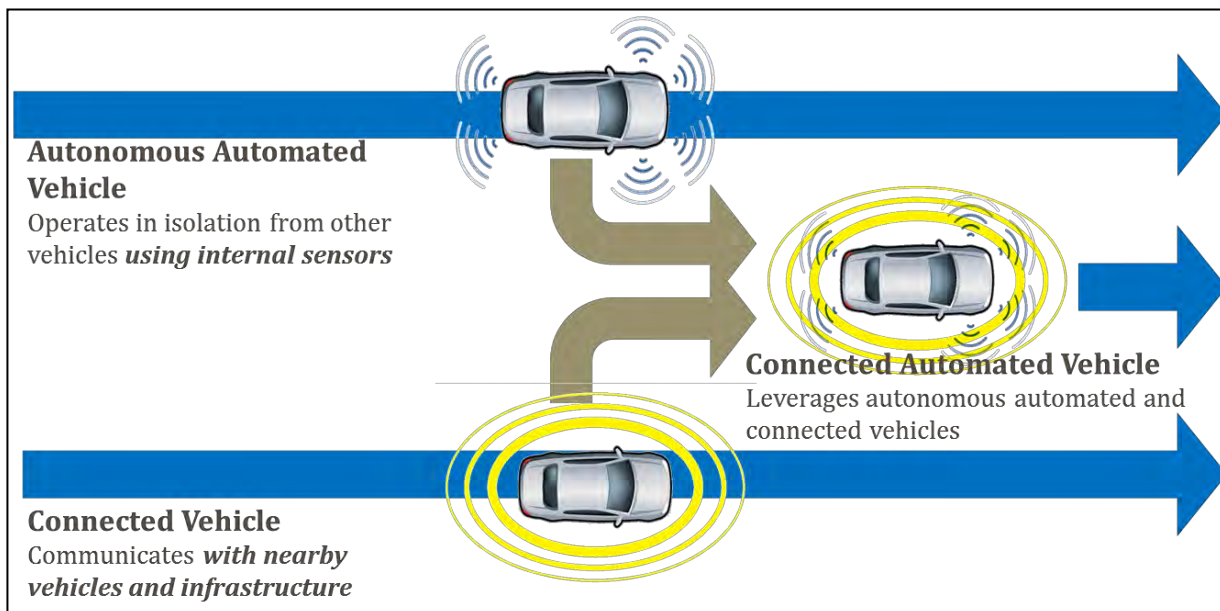 Autonomous Automated
Vehicle
Operates in isolation from other
vehicles using internal sensors
Connected Automated Vehicle
Leverages autonomous automated and
connected vehicles
Connected Vehicle
Communicates with nearby
vehicles and infrastructure